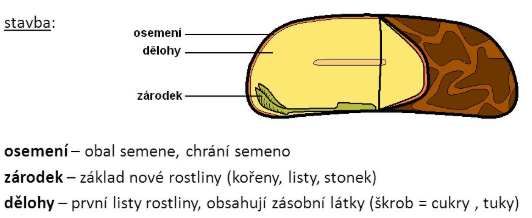 stavba:
osemení
dělohy
zárodek
osemení – obal semene, chrání semeno
zárodek – základ nové rostliny (kořeny, listy, stonek)
dělohy – první listy rostliny, obsahují zásobní látky (škrob = cukry , tuky)